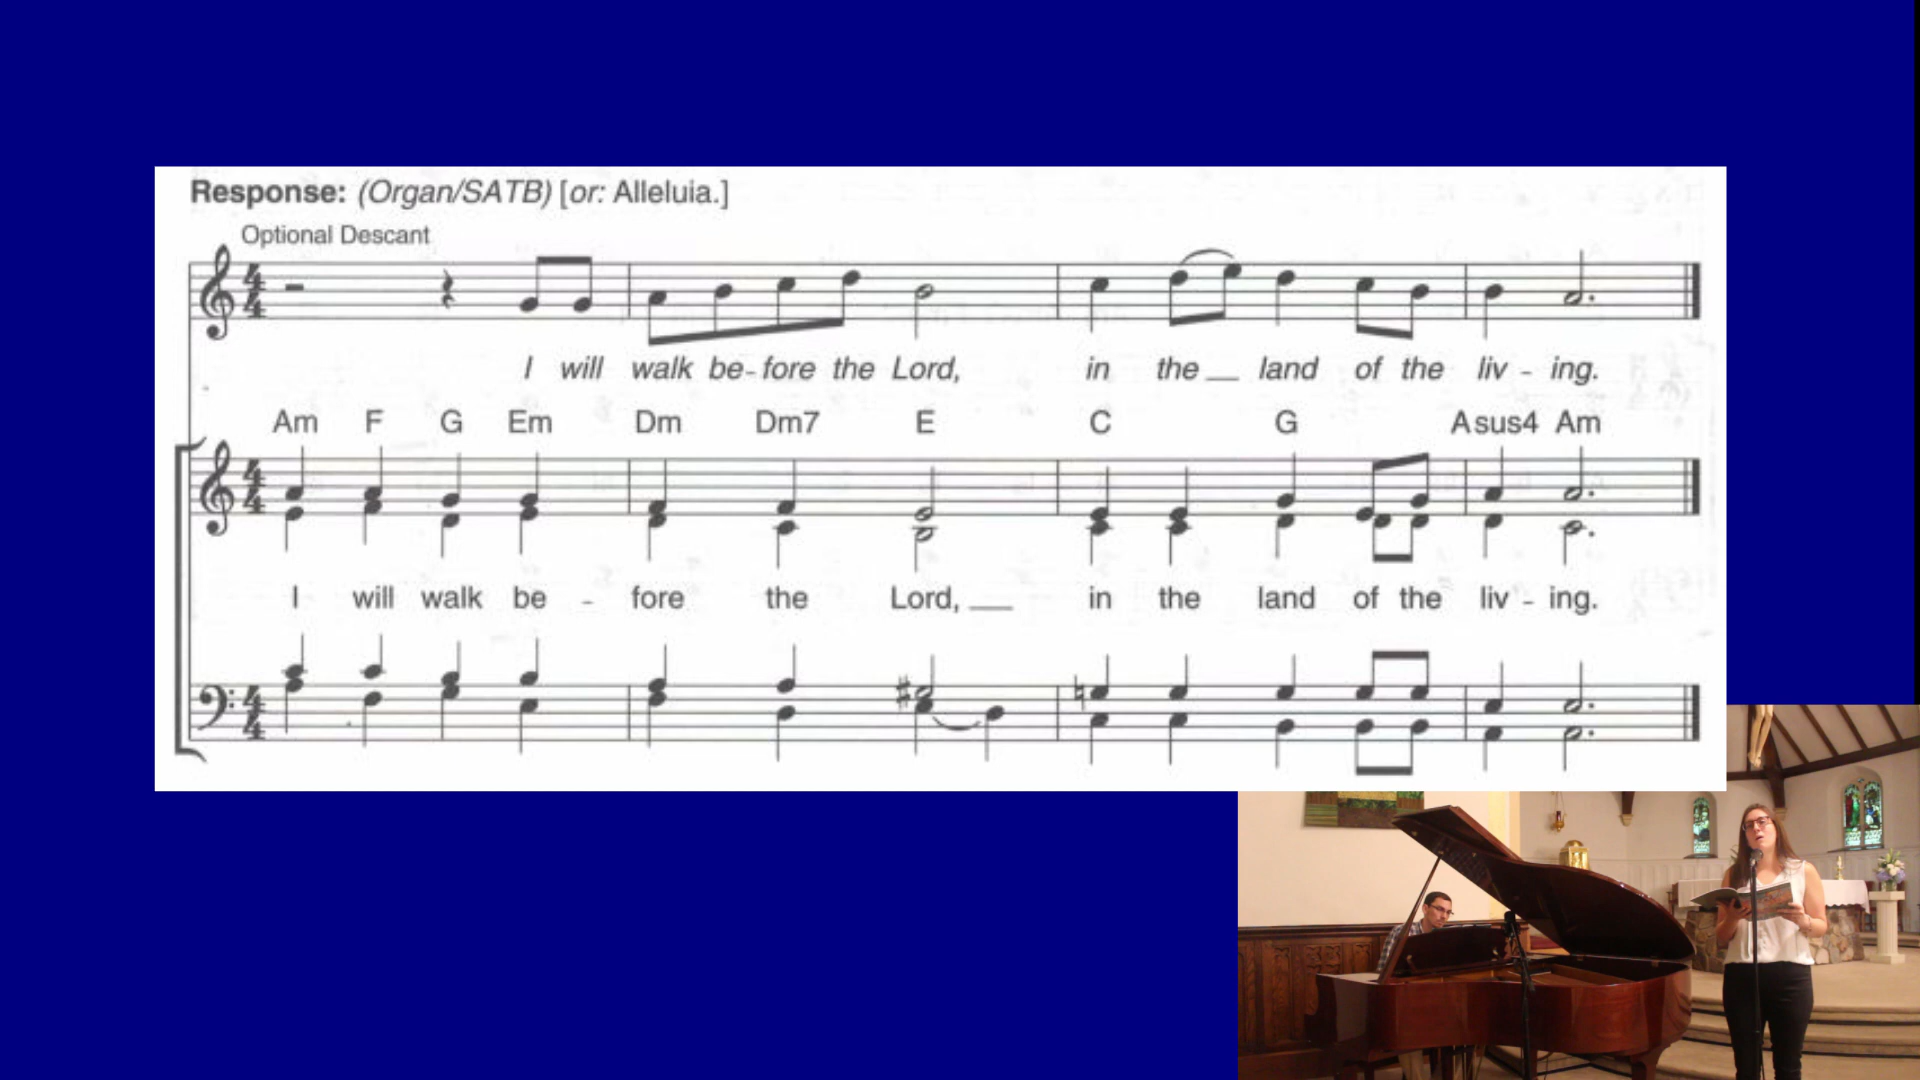 Response: (Organ/SATB) [or: Alleluia.]
Optional Descant
I will walk be - fore the Lord, in the land of the liv - ing.
Am F G Em Dm Dm7 E C G Asus4 Am
I will walk be - fore the Lord, in the land of the liv - ing.